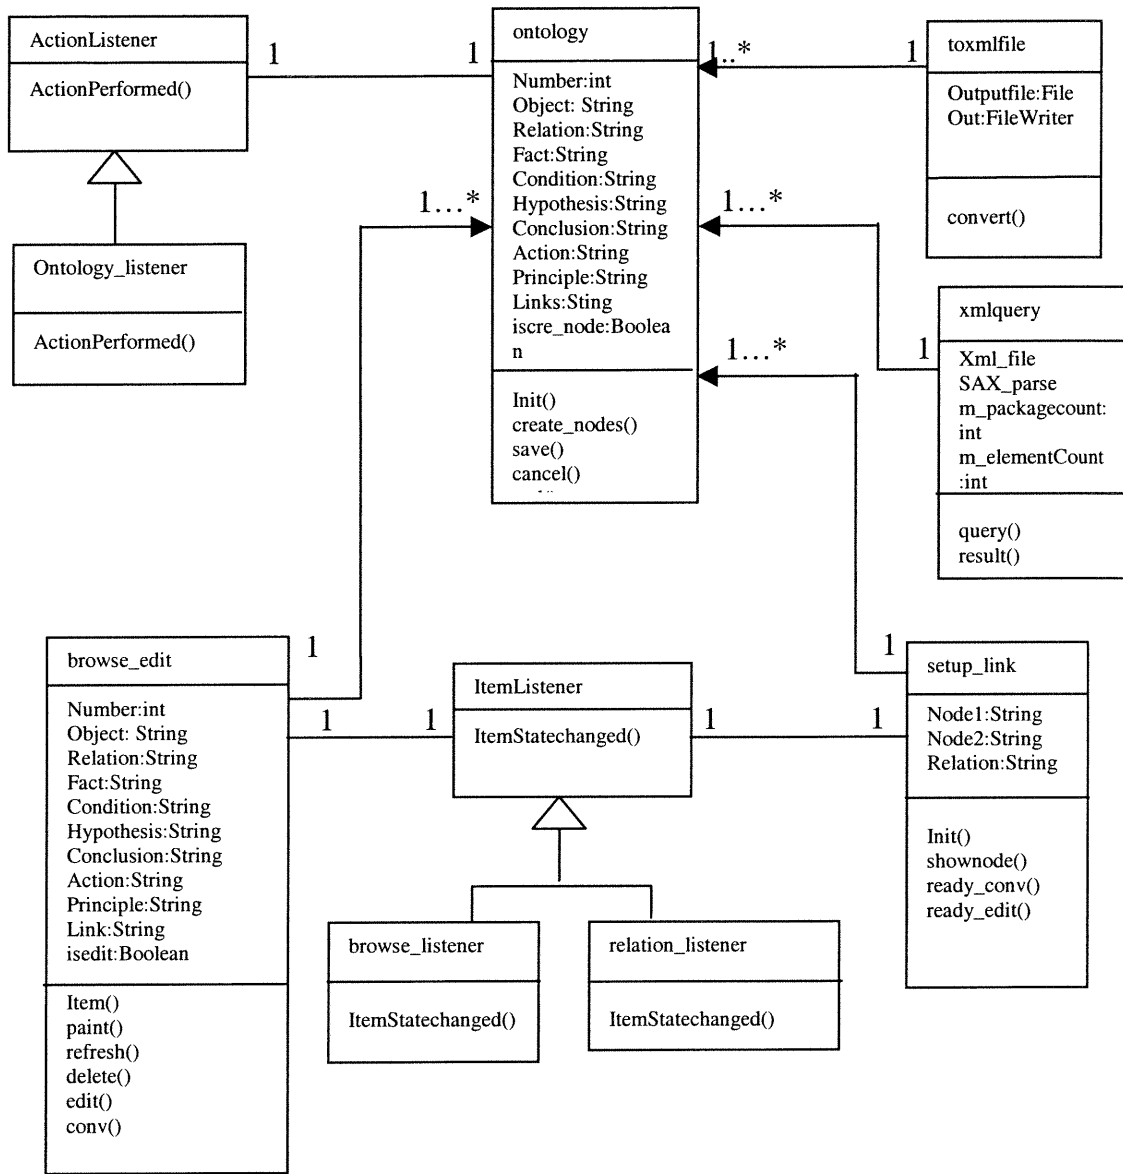 ActionListener
ActionPerformed()
1
1
ontology
Number:int
Object: String
Relation:String
Fact:String
Condition:String
Hypothesis:String
Conclusion:String
Action:String
Principle:String
Links:Sting
iscre_node:Boolea
n
Init()
create_nodes()
save()
cancel()
1..*
1
toxmlfile
Outputfile:File
Out:FileWriter
convert()
Ontology_listener
ActionPerformed()
1…*
1…*
1…*
1
xmlquery
Xml_file
SAX_parse
m_packagecount:
int
m_elementCount
:int
query()
result()
browse_edit
Number:int
Object: String
Relation:String
Fact:String
Condition:String
Hypothesis:String
Conclusion:String
Action:String
Principle:String
Link:String
isedit:Boolean
Item()
paint()
refresh()
delete()
edit()
conv()
1
1
1
ItemListener
ItemStatechanged()
1
1
1
setup_link
Node1:String
Node2:String
Relation:String
Init()
shownode()
ready_conv()
ready_edit()
browse_listener
ItemStatechanged()
relation_listener
ItemStatechanged()